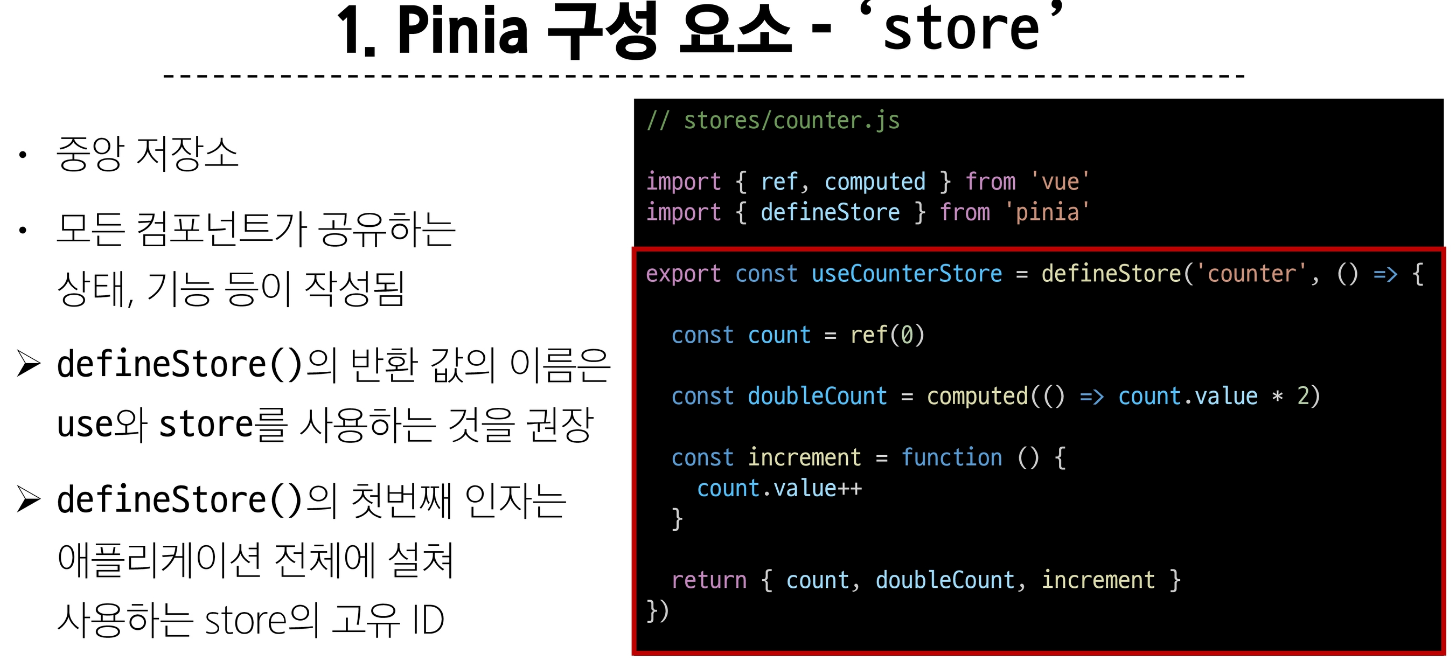 1. Pinia 구성 요소 - ‘store’
• 중앙 저장소
• 모든 컴포넌트가 공유하는
상태, 기능 등이 작성됨
➢ defineStore()의 반환 값의 이름은
use와 store를 사용하는 것을 권장
➢ defineStore()의 첫번째 인자는
애플리케이션 전체에 설쳐
사용하는 store의 고유 ID
// stores/counter.js
import { ref, computed } from 'vue'
import { defineStore } from 'pinia'
export const useCounterStore = defineStore('counter', () => {
const count = ref(0)
const doubleCount = computed(() => count.value * 2)
const increment = function () {
count.value++
}
return { count, doubleCount, increment }
})